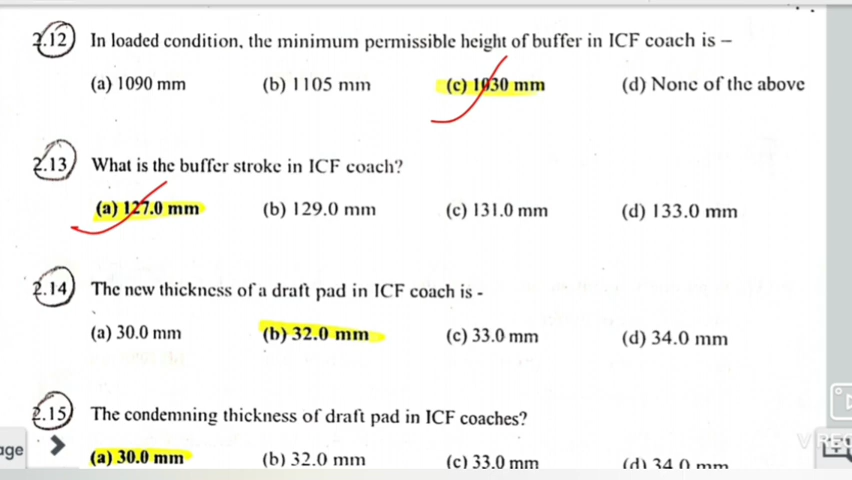 2.12 In loaded condition, the minimum permissible height of buffer in ICF coach is –
(a) 1090 mm (b) 1105 mm (c) 1030 mm (d) None of the above
2.13 What is the buffer stroke in ICF coach?
(a) 127.0 mm (b) 129.0 mm (c) 131.0 mm (d) 133.0 mm
2.14 The new thickness of a draft pad in ICF coach is -
(a) 30.0 mm (b) 32.0 mm (c) 33.0 mm (d) 34.0 mm
2.15 The condemning thickness of draft pad in ICF coaches?
(a) 30.0 mm (b) 32.0 mm (c) 33.0 mm (d) 34.0 mm